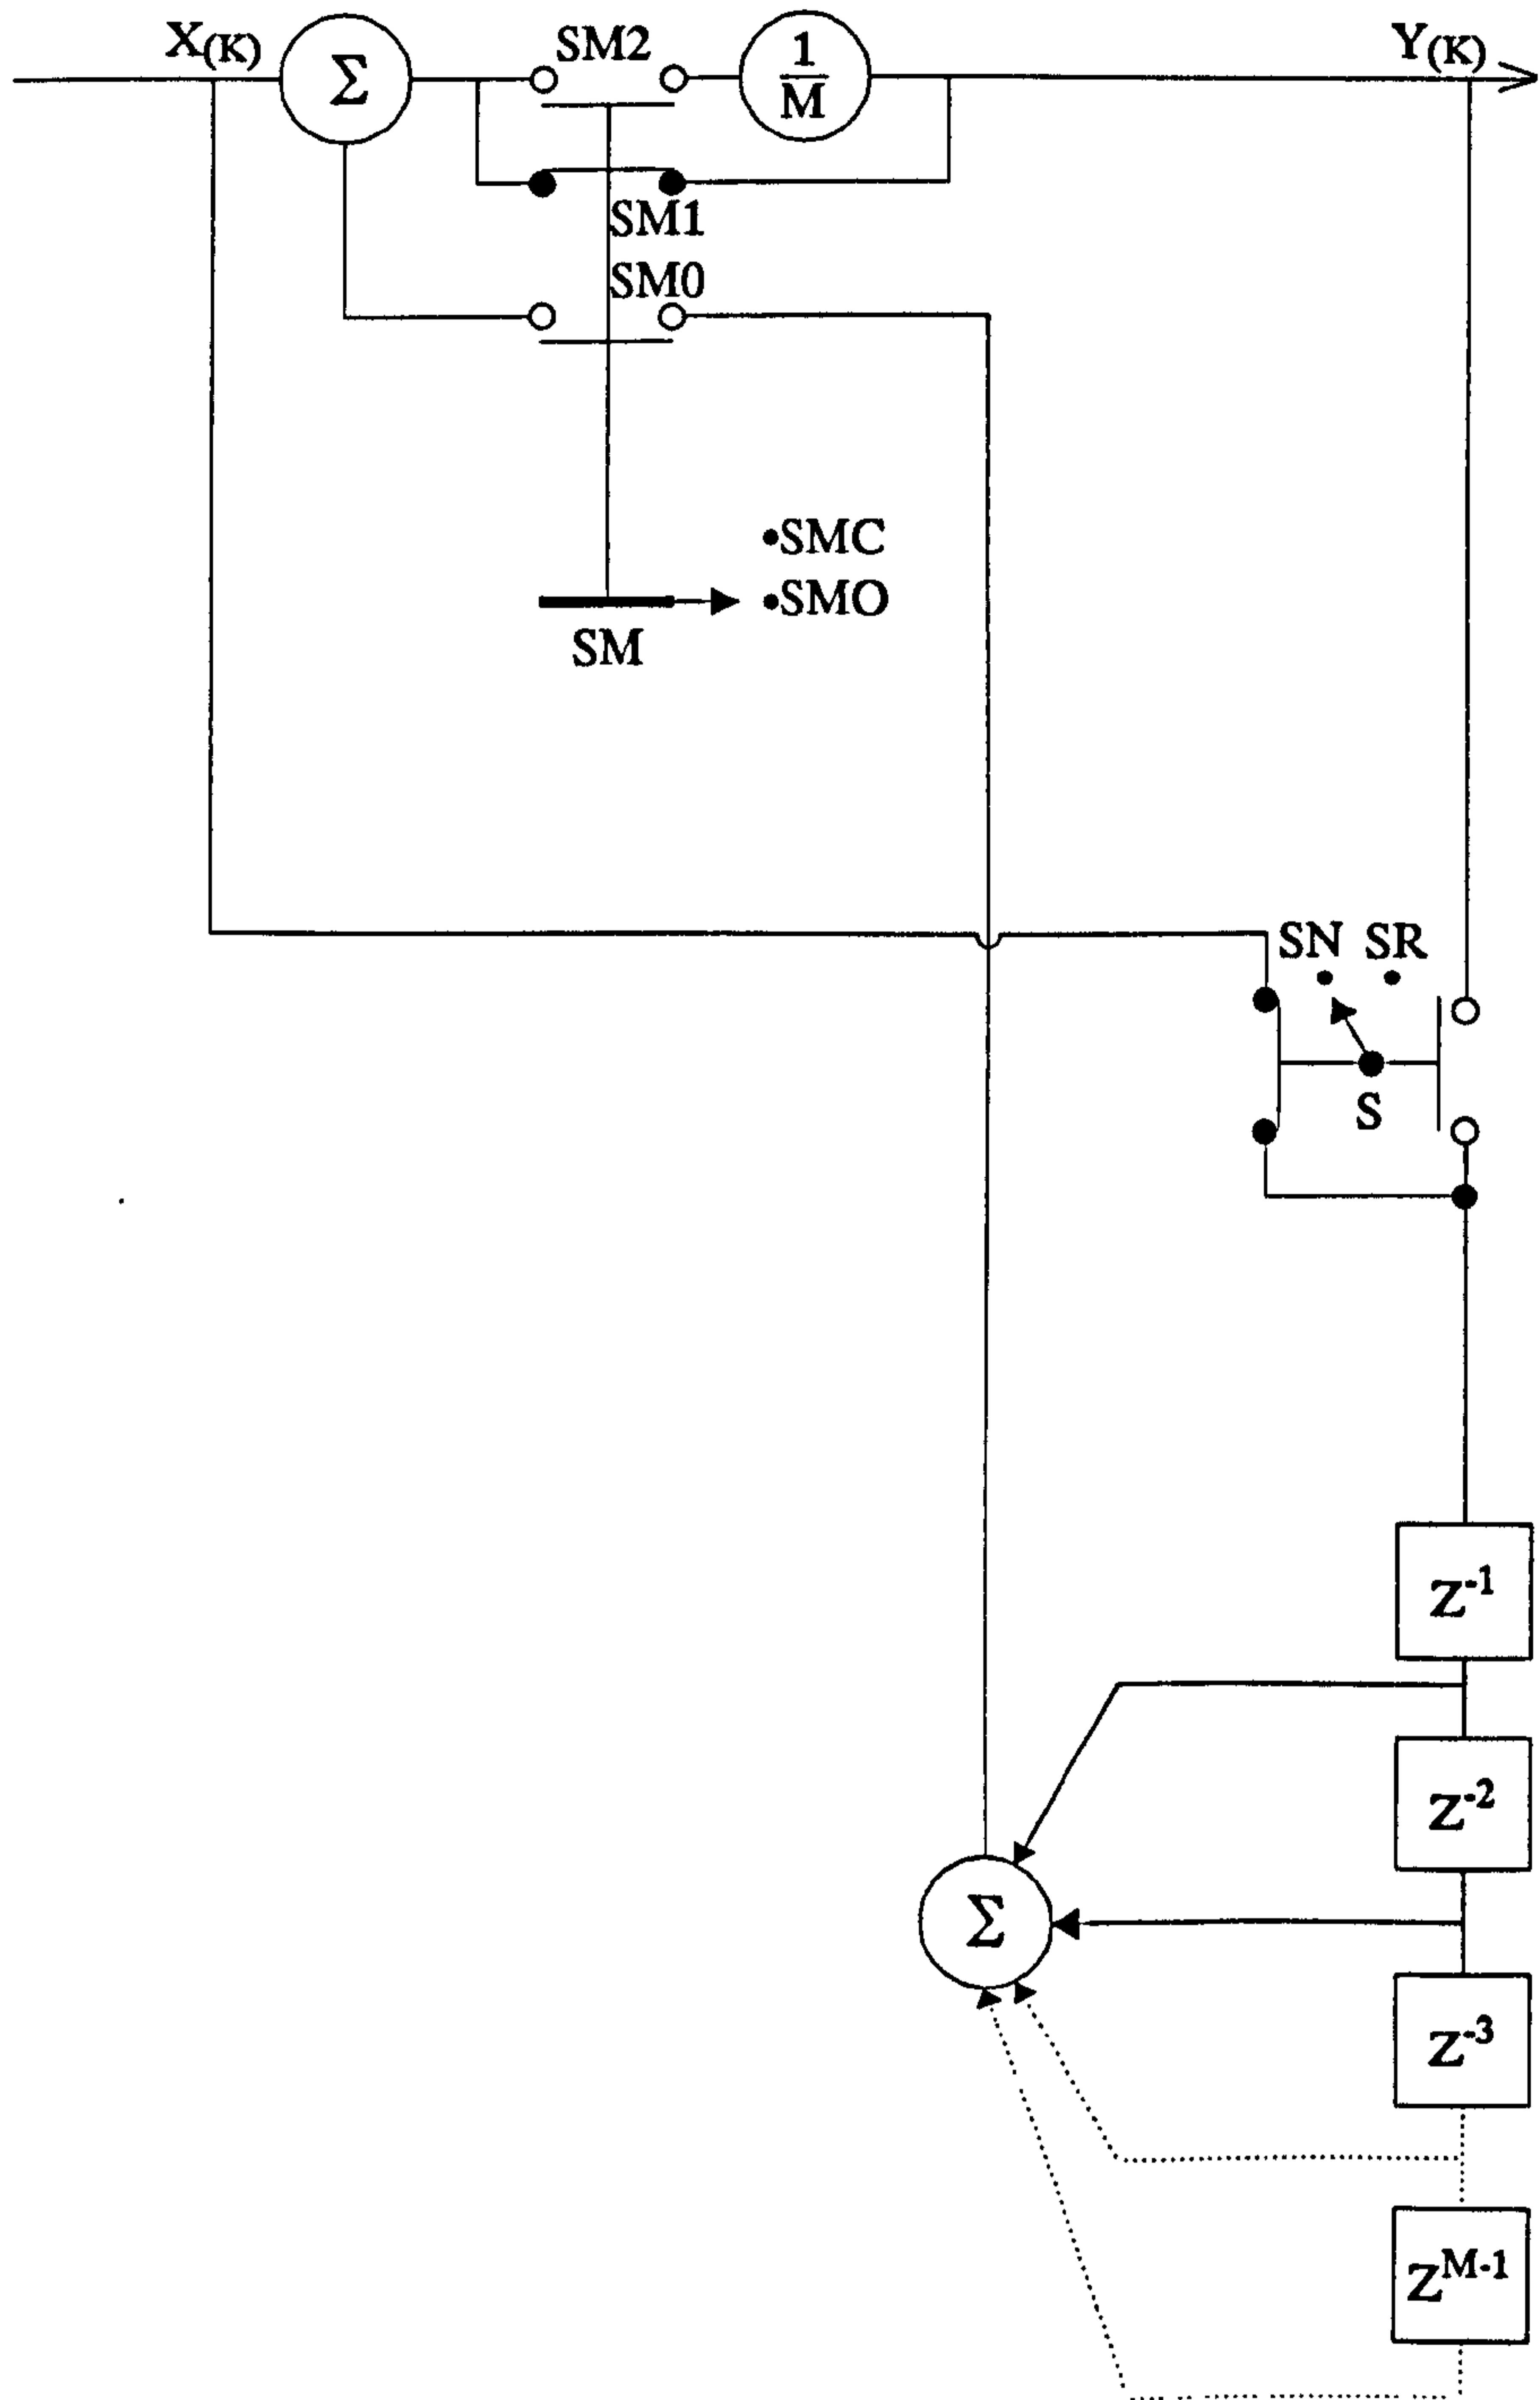 X(K)
Σ
SM2
1
M
Y(K)
SM1
SM0
•SMC
•SMO
SM
SN SR
S
Z-1
Z-2
Σ
Z-3
ZM-1